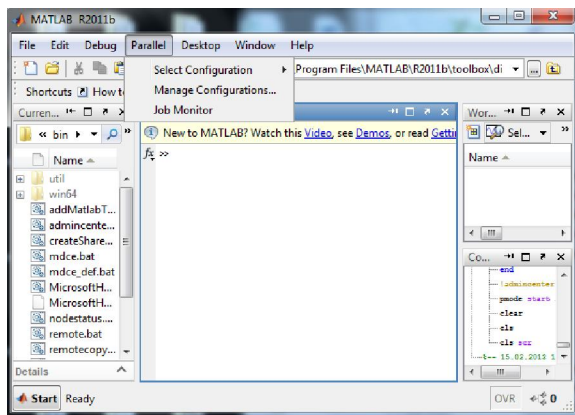 MATLAB R2011b
File Edit Debug Parallel Desktop Window Help
Select Configuration
Program Files\MATLAB\R2011b\toolbox\di
Manage Configurations...
Shortcuts How t
Job Monitor
Curren...
Wor...
« bin
New to MATLAB? Watch this Video, see Demos, or read Getti
Sel...
Name
fx >>
Name
util
win64
addMatlabT...
admincente...
createShare...
mdce.bat
mdce_def.bat
MicrosoftH...
MicrosoftH...
nodestatus....
remote.bat
remotecopy...
Co...
end
!admincenter
pmode start
clear
cls
cls scr
15.02.2013 1
Details
Start Ready
OVR 0